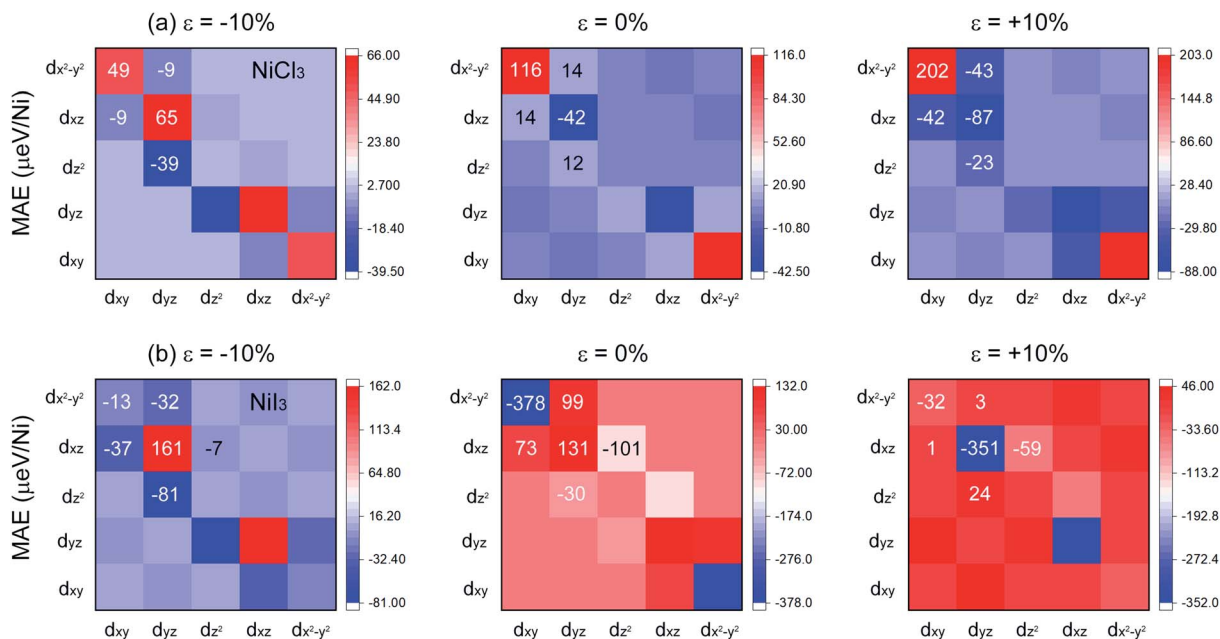 (a) ε = -10%
ε = 0%
ε = +10%
MAE (μeV/Ni)
dx²-y² 49 -9 NiCl₃
dxz -9 65
dz² -39
dyz
dxy
dxy dyz dz² dxz dx²-y²
66.00
44.90
23.80
2.700
-18.40
-39.50
dx²-y² 116 14
dxz 14 -42
dz² 12
dyz
dxy
dxy dyz dz² dxz dx²-y²
116.0
84.30
52.60
20.90
-10.80
-42.50
dx²-y² 202 -43
dxz -42 -87
dz² -23
dyz
dxy
dxy dyz dz² dxz dx²-y²
203.0
144.8
86.60
28.40
-29.80
-88.00
(b) ε = -10%
ε = 0%
ε = +10%
MAE (μeV/Ni)
dx²-y² -13 -32 NiI₃
dxz -37 161 -7
dz² -81
dyz
dxy
dxy dyz dz² dxz dx²-y²
162.0
113.4
64.80
16.20
-32.40
-81.00
dx²-y² -378 99
dxz 73 131 -101
dz² -30
dyz
dxy
dxy dyz dz² dxz dx²-y²
132.0
30.00
-72.00
-174.0
-276.0
-378.0
dx²-y² -32 3
dxz 1 -351 -59
dz² 24
dyz
dxy
dxy dyz dz² dxz dx²-y²
46.00
-33.60
-113.2
-192.8
-272.4
-352.0